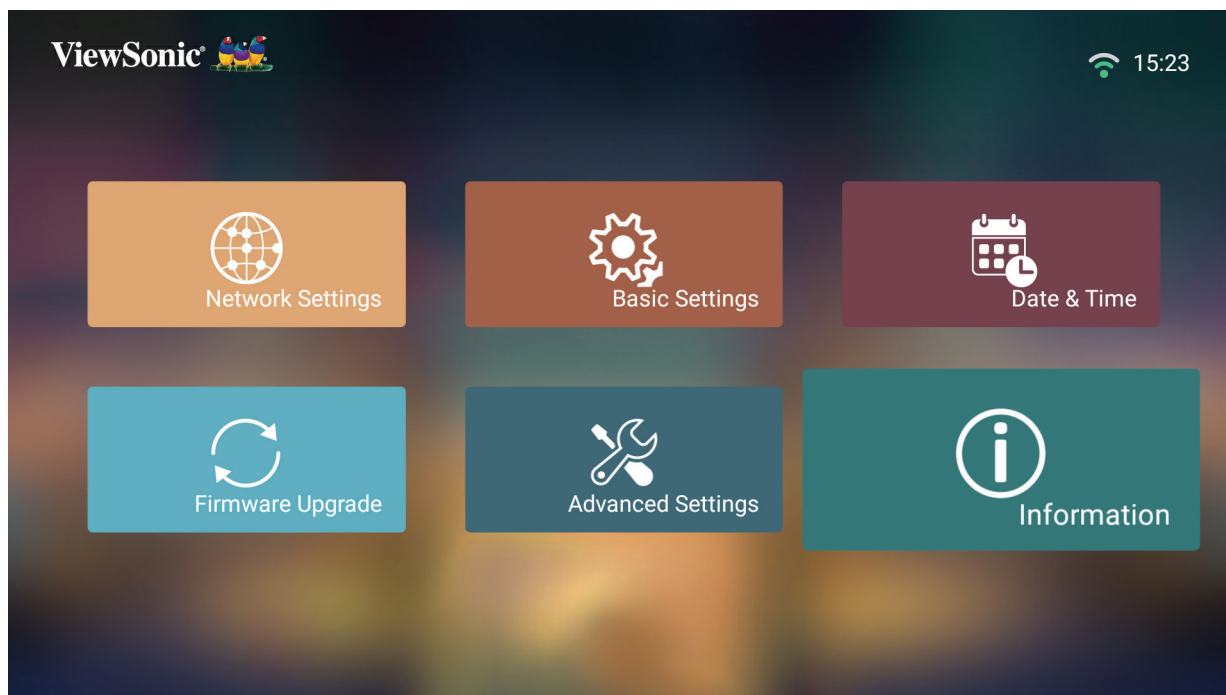 ViewSonic®
15:23
Network Settings
Basic Settings
Date & Time
Firmware Upgrade
Advanced Settings
Information